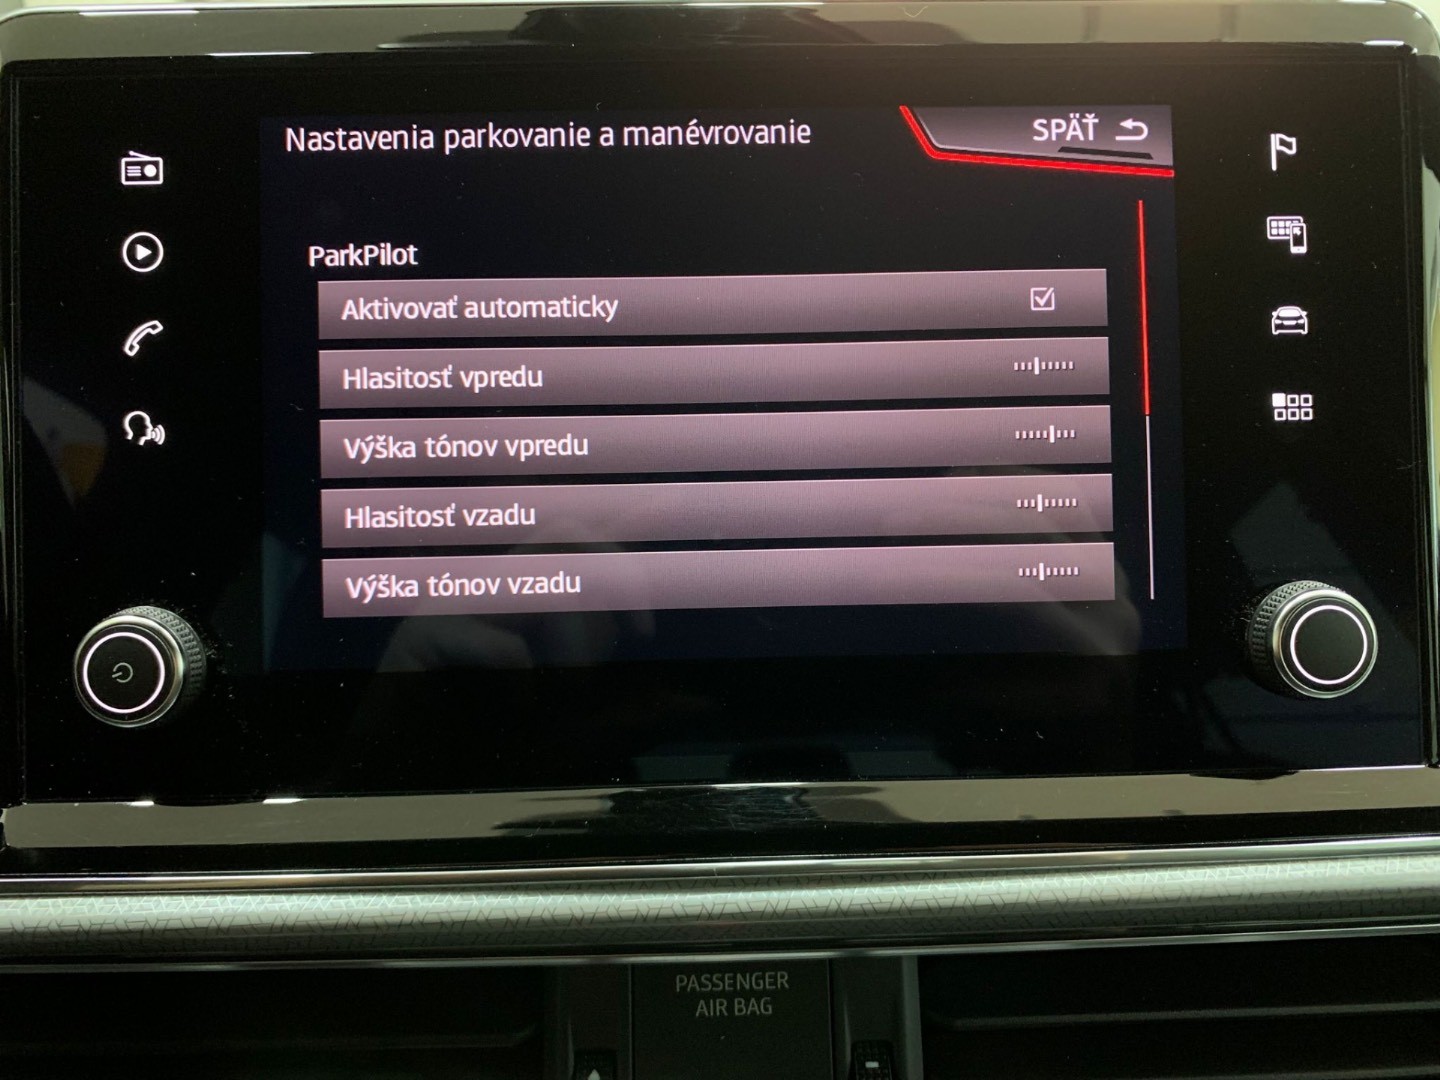 Nastavenia parkovanie a manévrovanie
SPÄŤ
ParkPilot
Aktivovať automaticky
Hlasitosť vpredu
Výška tónov vpredu
Hlasitosť vzadu
Výška tónov vzadu
PASSENGER
AIR BAG